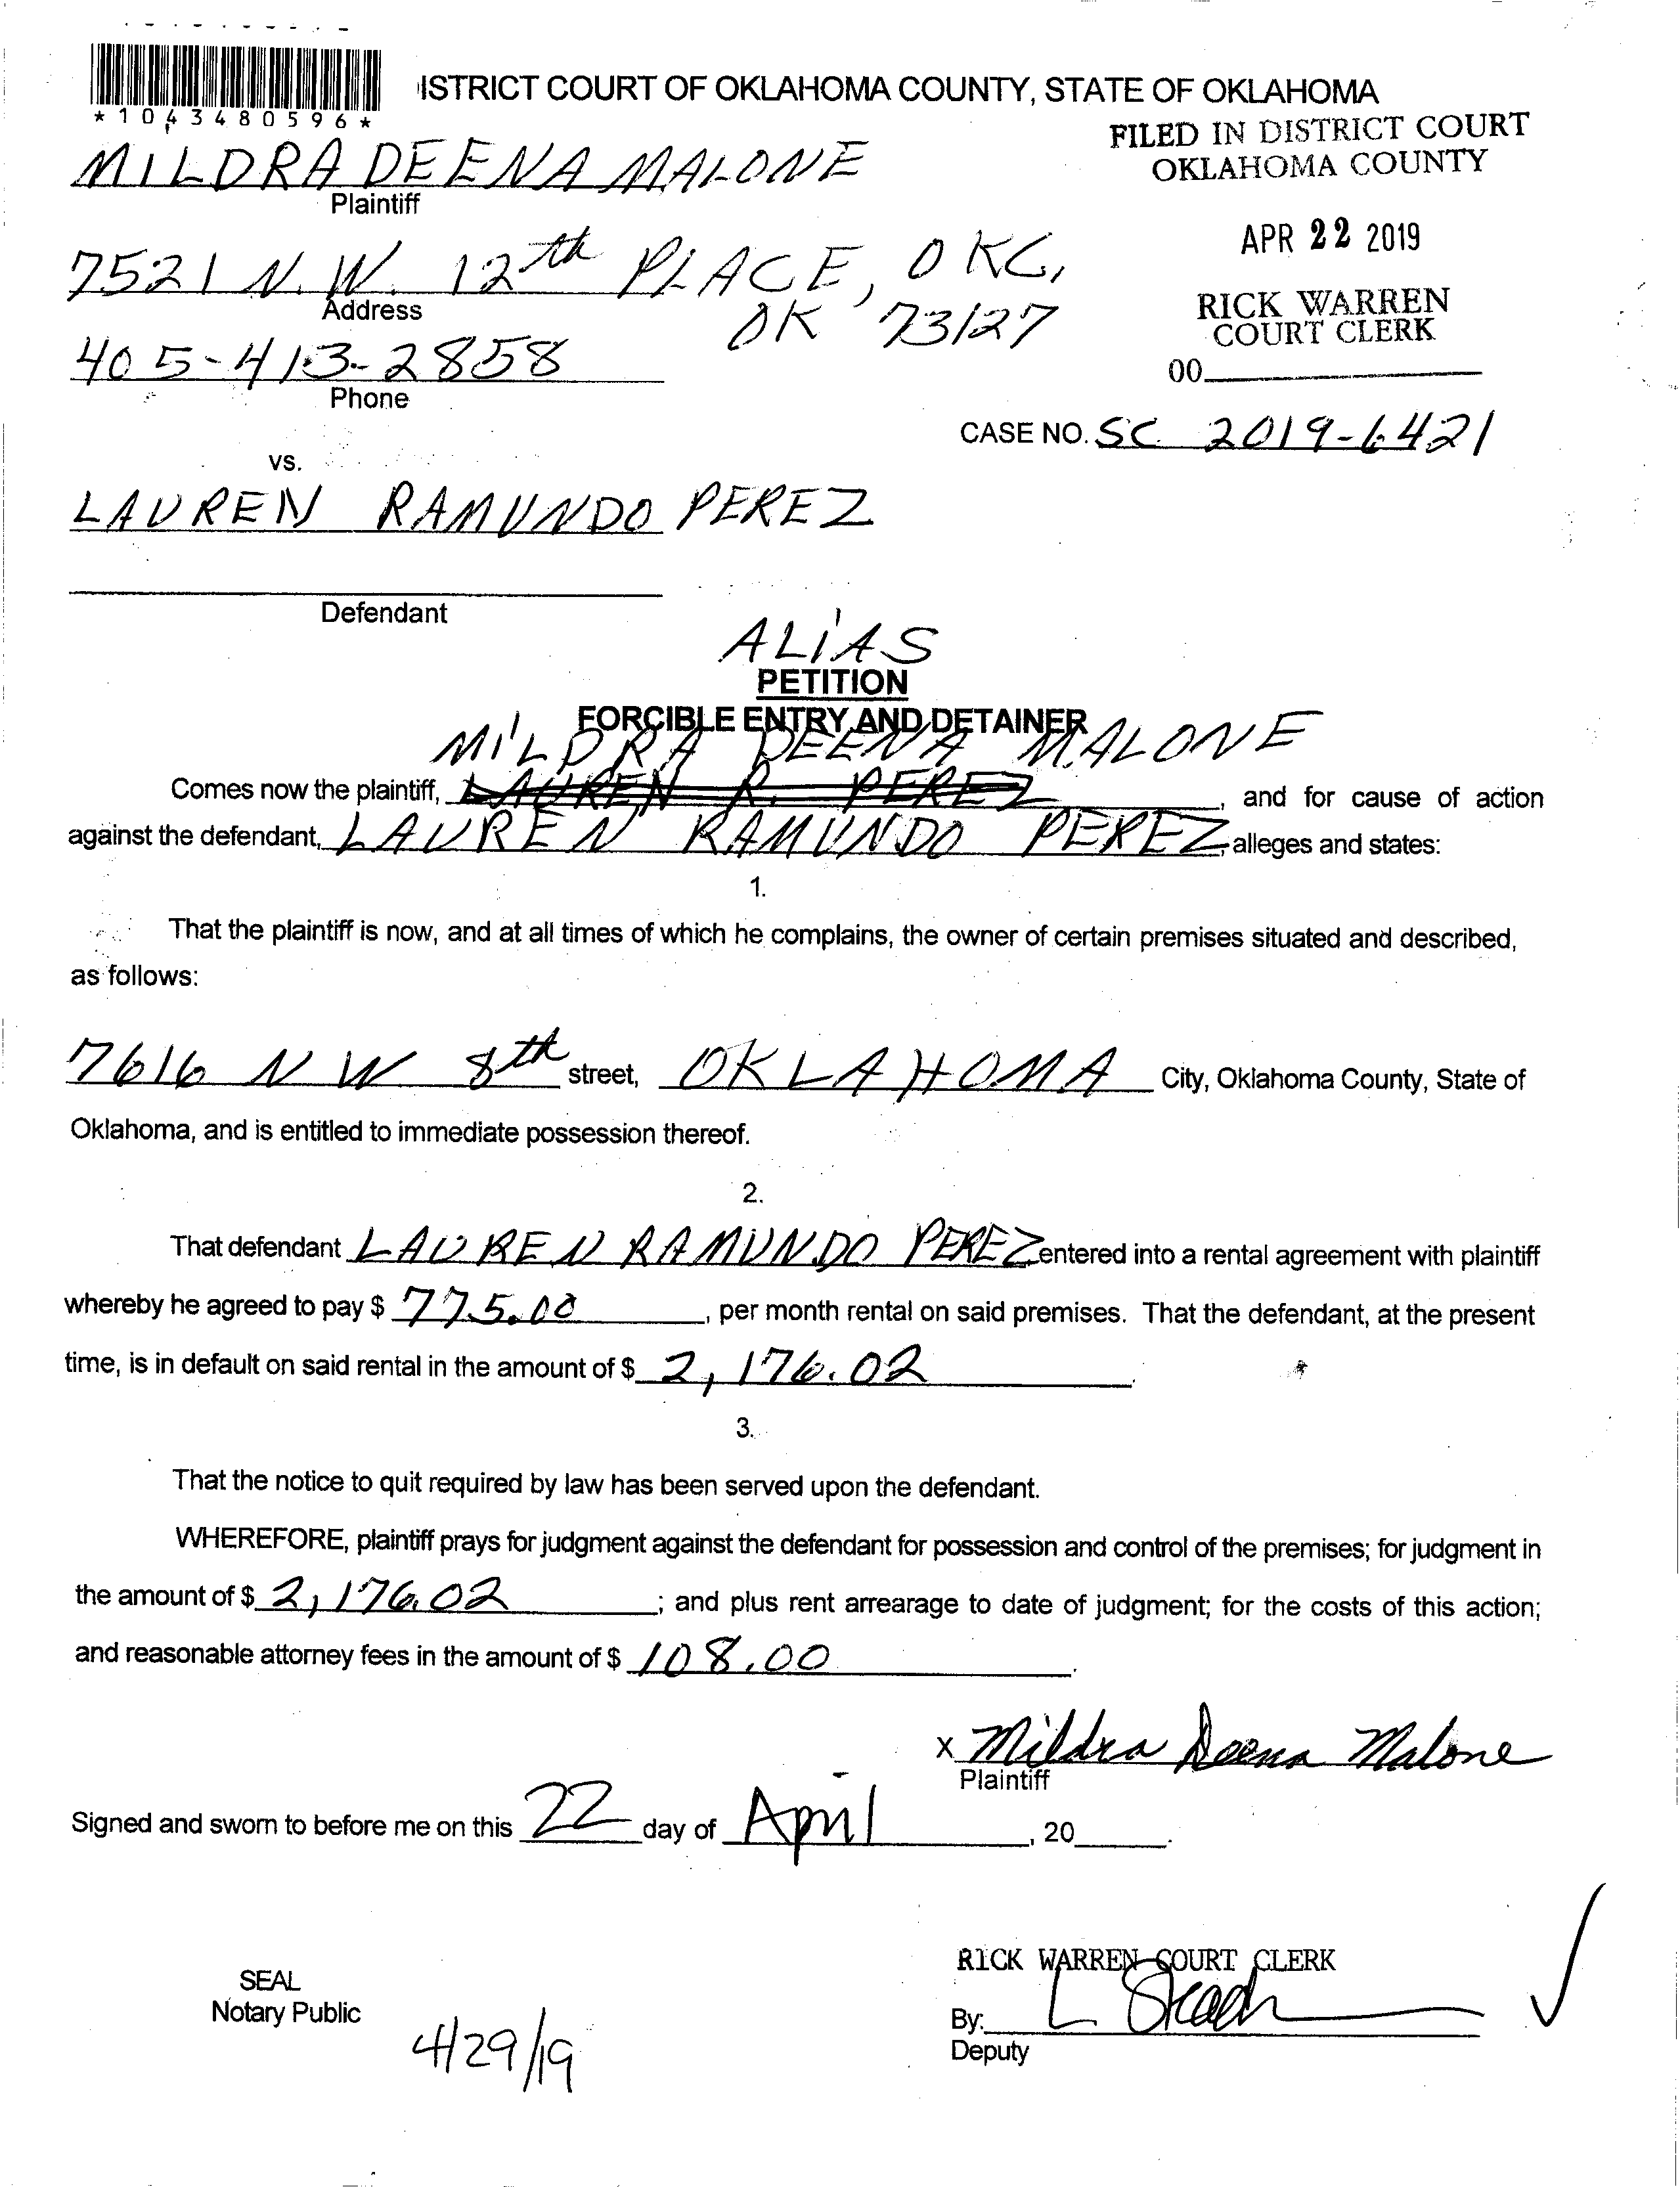 ISTRICT COURT OF OKLAHOMA COUNTY, STATE OF OKLAHOMA
*1043480596*
FILED IN DISTRICT COURT
OKLAHOMA COUNTY
MILDRA DEENA MALONE
Plaintiff
APR 22 2019
7521 N.W. 12th PLACE, OKC,
Address
OK 73127
RICK WARREN
COURT CLERK
405-413-2858
Phone
00
CASE NO. SC 2019-6421
VS.
LAUREN RAMUNDO PEREZ
Defendant
ALIAS
PETITION
FORCIBLE ENTRY AND DETAINER
MILDRA DEENA MALONE
Comes now the plaintiff, LAUREN R. PEREZ, and for cause of action
against the defendant, LAUREN RAMUNDO PEREZ, alleges and states:
1.
That the plaintiff is now, and at all times of which he complains, the owner of certain premises situated and described,
as follows:
7616 NW 8th street, OKLAHOMA City, Oklahoma County, State of
Oklahoma, and is entitled to immediate possession thereof.
2.
That defendant LAUREN RAMUNDO PEREZ entered into a rental agreement with plaintiff
whereby he agreed to pay $ 775.00, per month rental on said premises. That the defendant, at the present
time, is in default on said rental in the amount of $ 2,176.02.
3.
That the notice to quit required by law has been served upon the defendant.
WHEREFORE, plaintiff prays for judgment against the defendant for possession and control of the premises; for judgment in
the amount of $ 2,176.02; and plus rent arrearage to date of judgment; for the costs of this action;
and reasonable attorney fees in the amount of $ 108.00.
X Mildra Deena Malone
Plaintiff
Signed and sworn to before me on this 22 day of April, 20.
RICK WARREN COURT CLERK
SEAL
Notary Public
By: L
Deputy
4/29/19